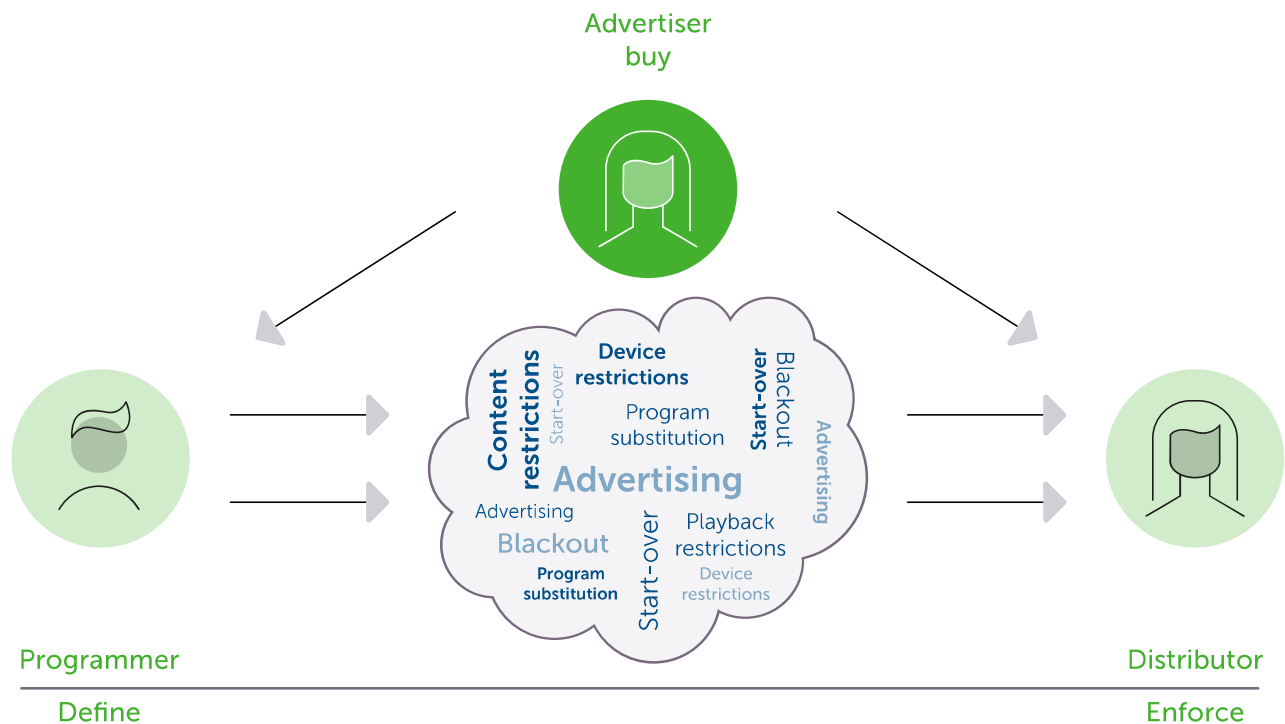 Advertiser
buy
Content
restrictions
Start-over
Device
restrictions
Program
substitution
Start-over
Blackout
Advertising
Advertising
Advertising
Blackout
Program
substitution
Start-over
Playback
restrictions
Device
restrictions
Programmer
Distributor
Define
Enforce